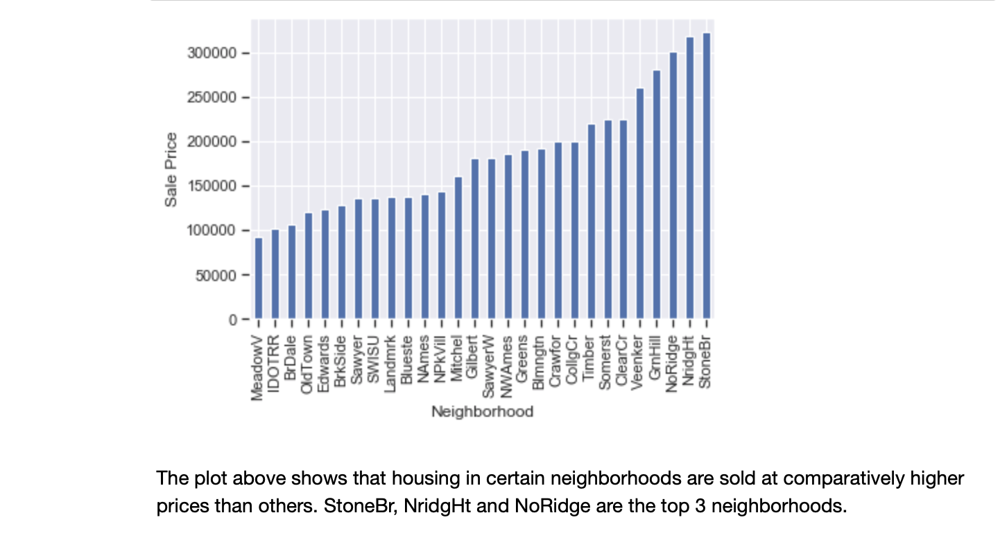 300000
250000
200000
150000
100000
50000
0
Sale Price
MeadowV
IDOTRR
BrDale
OldTown
Edwards
BrkSide
Sawyer
SWISU
Landmrk
Blueste
NAmes
NPkVill
Mitchel
Gilbert
SawyerW
NWAmes
Greens
Blmngtn
Crawfor
CollgCr
Timber
Somerst
ClearCr
Veenker
GrnHill
NoRidge
NridgHt
StoneBr
Neighborhood
The plot above shows that housing in certain neighborhoods are sold at comparatively higher
prices than others. StoneBr, NridgHt and NoRidge are the top 3 neighborhoods.